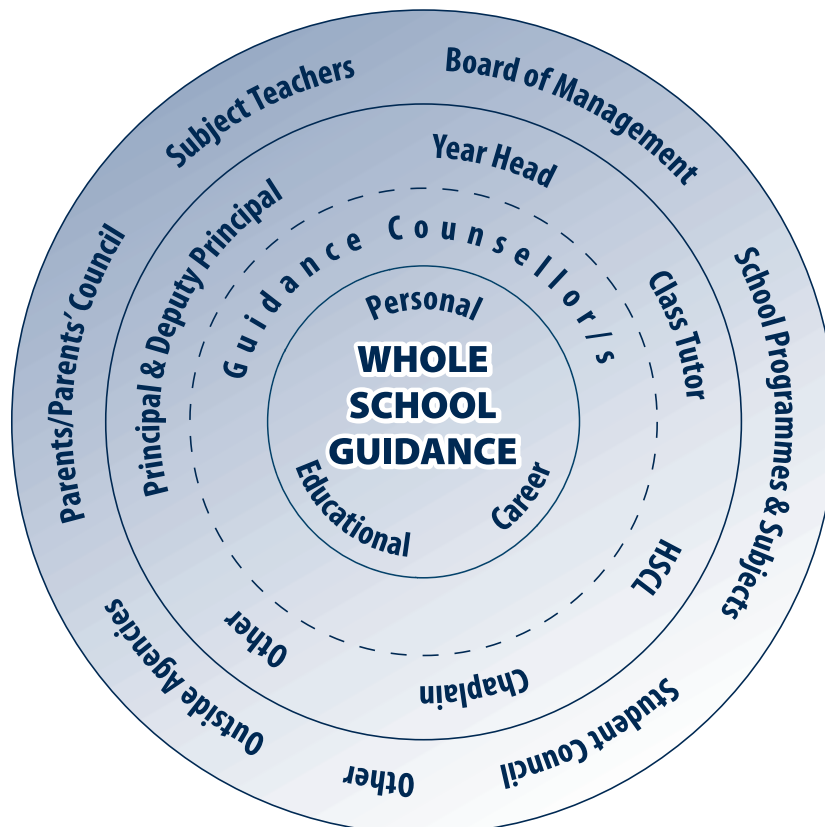 Subject Teachers
Board of Management
School Programmes & Subjects
Student Council
Other
Outside Agencies
Parents/Parents' Council
Principal & Deputy Principal
Year Head
Class Tutor
HSCL
Chaplain
Other
Guidance Counsellor/s
Personal
WHOLE
SCHOOL
GUIDANCE
Educational
Career